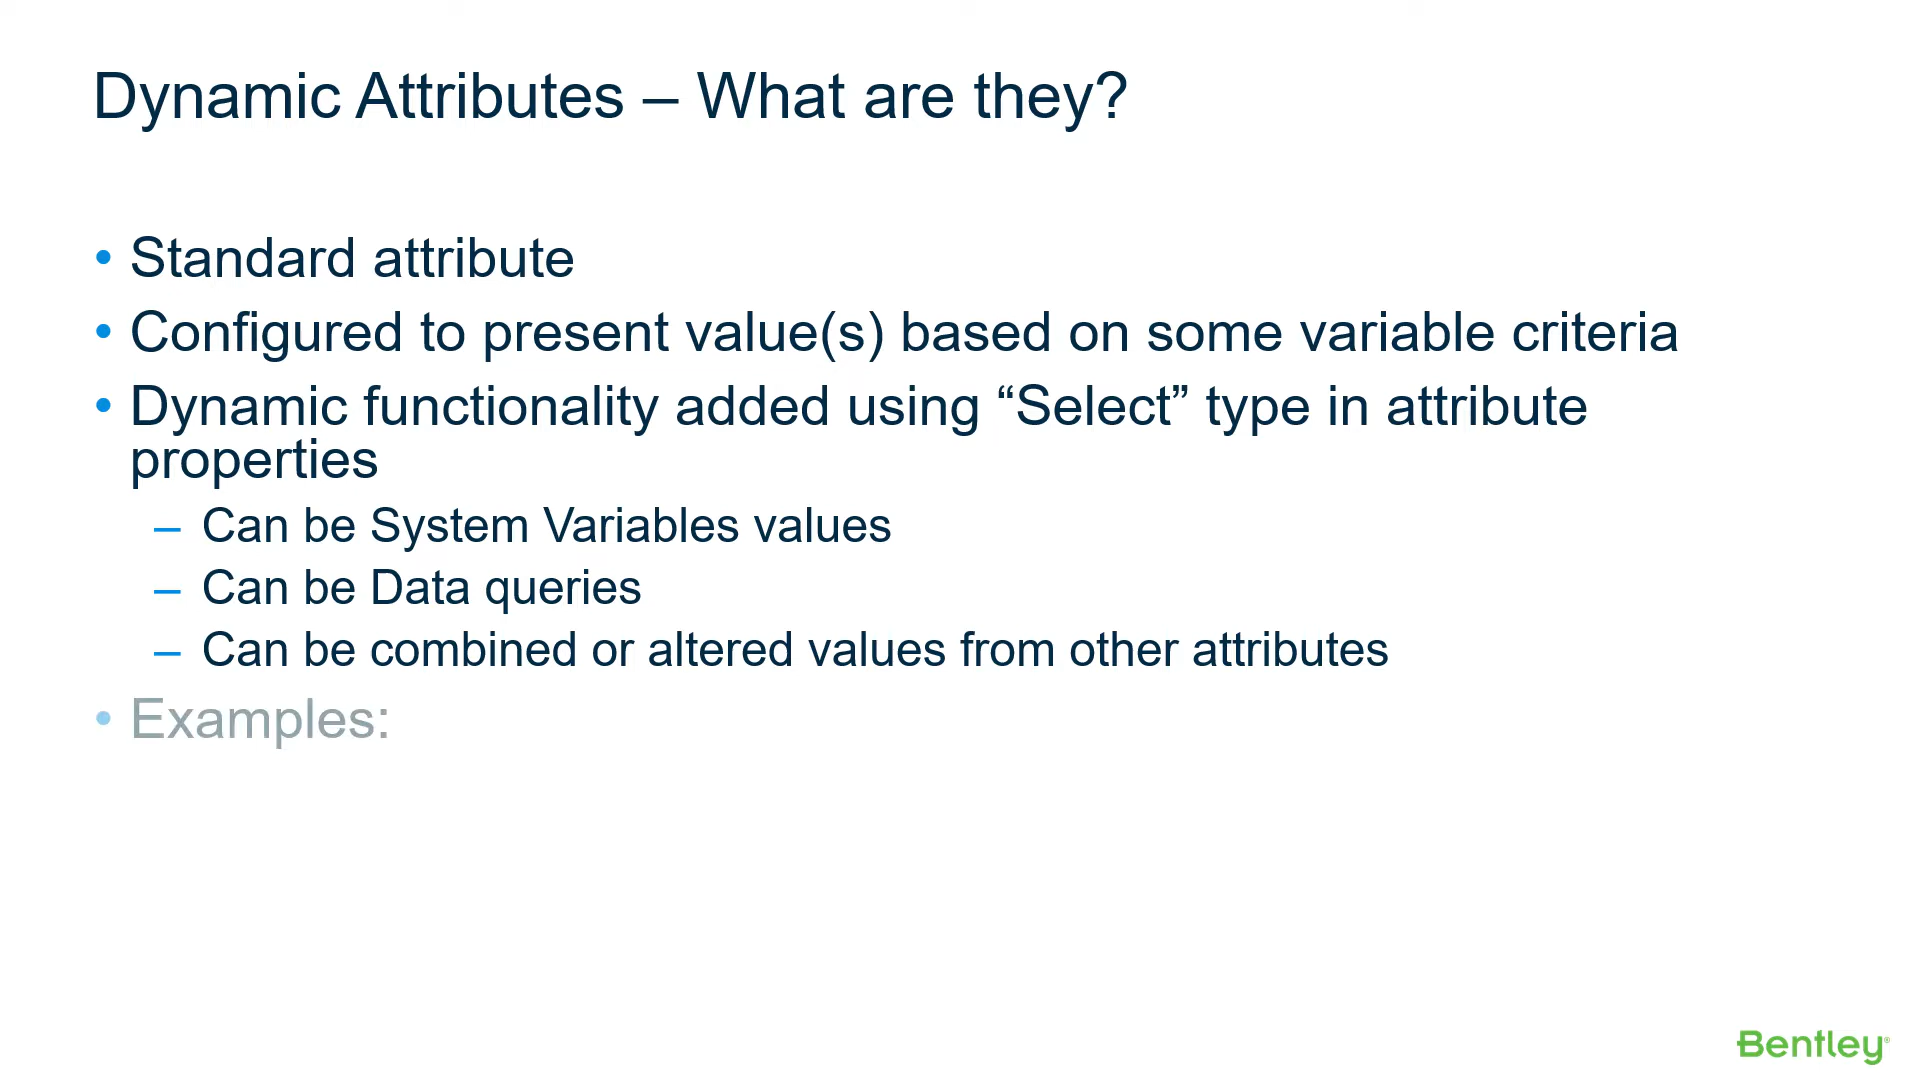 Dynamic Attributes – What are they?
• Standard attribute
• Configured to present value(s) based on some variable criteria
• Dynamic functionality added using “Select” type in attribute
properties
– Can be System Variables values
– Can be Data queries
– Can be combined or altered values from other attributes
• Examples:
Bentley®